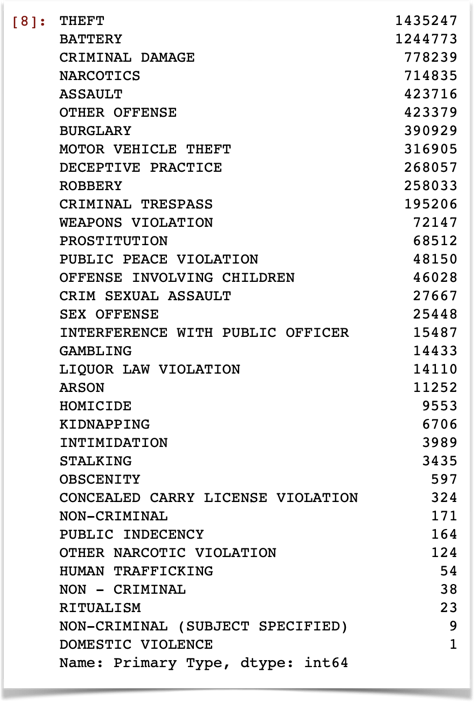 [8]: THEFT 1435247
BATTERY 1244773
CRIMINAL DAMAGE 778239
NARCOTICS 714835
ASSAULT 423716
OTHER OFFENSE 423379
BURGLARY 390929
MOTOR VEHICLE THEFT 316905
DECEPTIVE PRACTICE 268057
ROBBERY 258033
CRIMINAL TRESPASS 195206
WEAPONS VIOLATION 72147
PROSTITUTION 68512
PUBLIC PEACE VIOLATION 48150
OFFENSE INVOLVING CHILDREN 46028
CRIM SEXUAL ASSAULT 27667
SEX OFFENSE 25448
INTERFERENCE WITH PUBLIC OFFICER 15487
GAMBLING 14433
LIQUOR LAW VIOLATION 14110
ARSON 11252
HOMICIDE 9553
KIDNAPPING 6706
INTIMIDATION 3989
STALKING 3435
OBSCENITY 597
CONCEALED CARRY LICENSE VIOLATION 324
NON-CRIMINAL 171
PUBLIC INDECENCY 164
OTHER NARCOTIC VIOLATION 124
HUMAN TRAFFICKING 54
NON - CRIMINAL 38
RITUALISM 23
NON-CRIMINAL (SUBJECT SPECIFIED) 9
DOMESTIC VIOLENCE 1
Name: Primary Type, dtype: int64